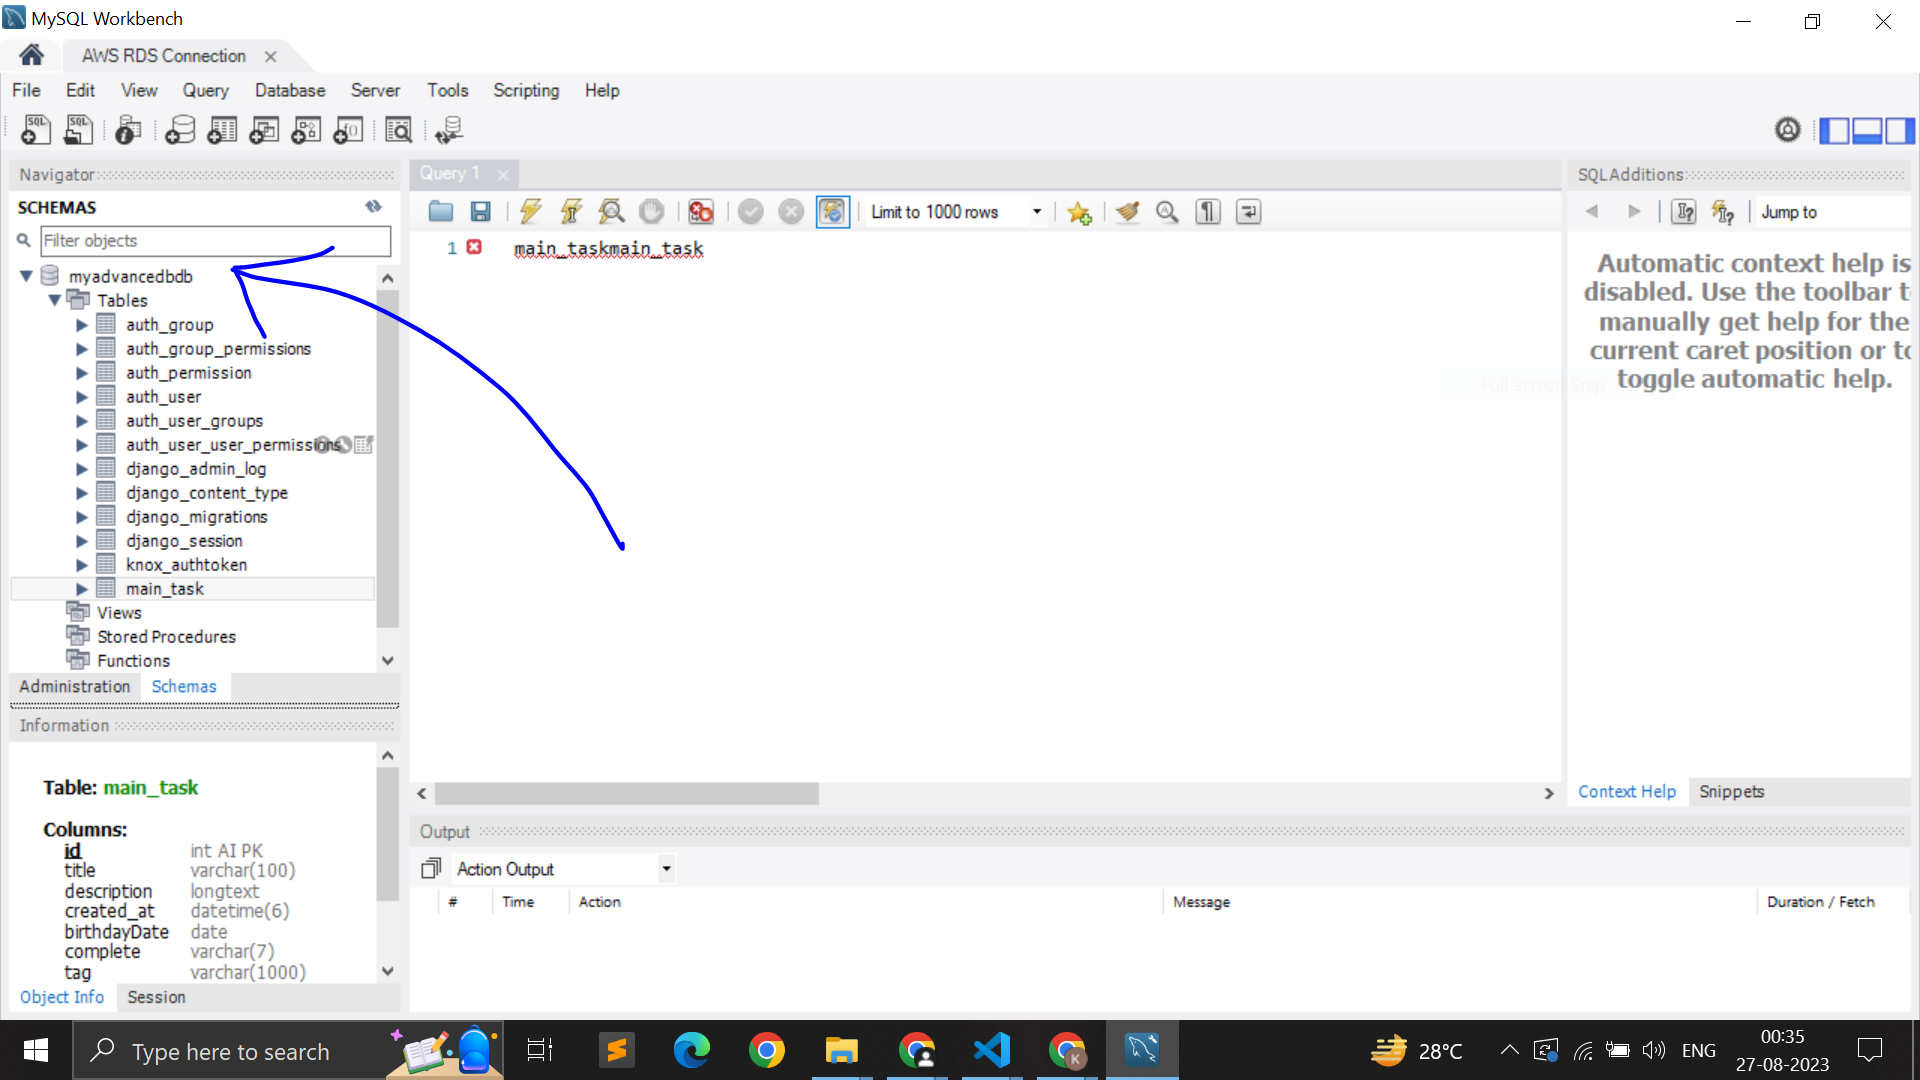 MySQL Workbench
AWS RDS Connection
File Edit View Query Database Server Tools Scripting Help
SQL SQL
Navigator
SCHEMAS
Filter objects
myadvancedbdb
Tables
auth_group
auth_group_permissions
auth_permission
auth_user
auth_user_groups
auth_user_user_permissions
django_admin_log
django_content_type
django_migrations
django_session
knox_authtoken
main_task
Views
Stored Procedures
Functions
Administration Schemas
Information
Table: main_task
Columns:
id int AI PK
title varchar(100)
description longtext
created_at datetime(6)
birthdayDate date
complete varchar(7)
tag varchar(1000)
Object Info Session
Query 1
Limit to 1000 rows
1 main_taskmain_task
SQLAdditions
Jump to
Automatic context help is
disabled. Use the toolbar t
manually get help for the
current caret position or to
toggle automatic help.
Full-screen Snip
Context Help Snippets
Output
Action Output
# Time Action Message Duration / Fetch
Type here to search
K
28°C
ENG
00:35
27-08-2023